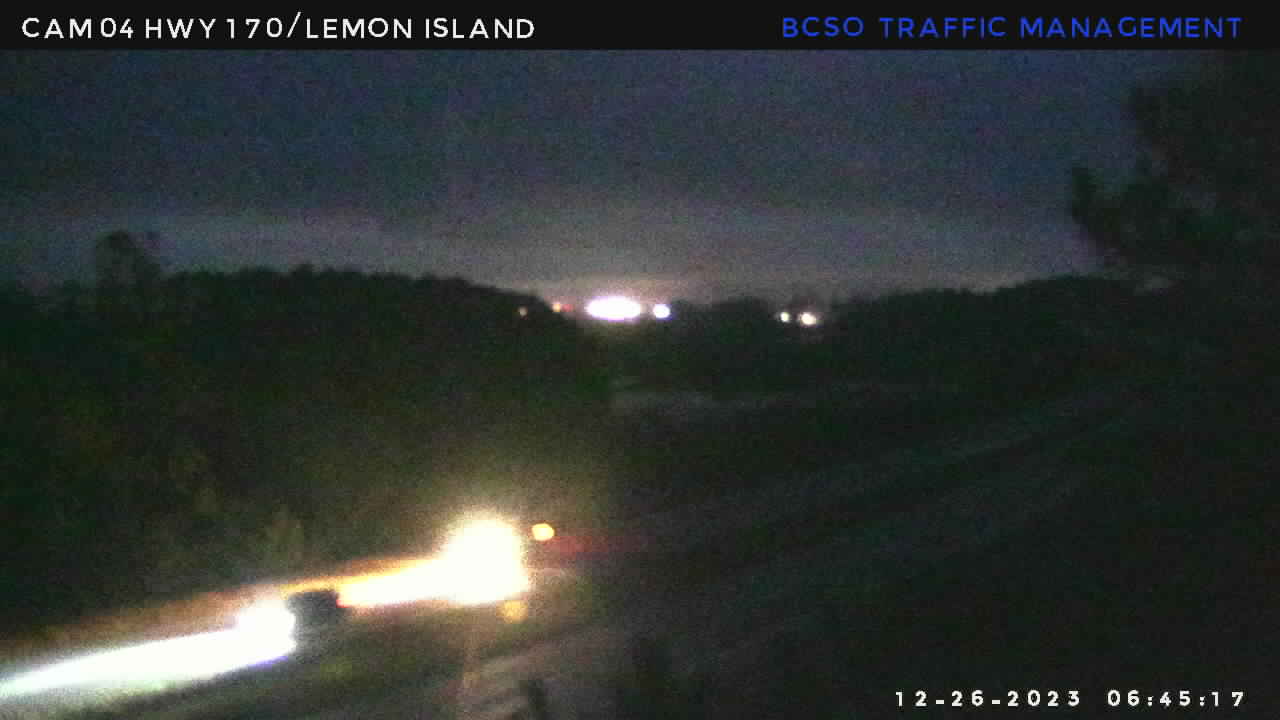 CAM04 HWY 170/LEMON ISLAND
BCSO TRAFFIC MANAGEMENT
12-26-2023 06:45:17